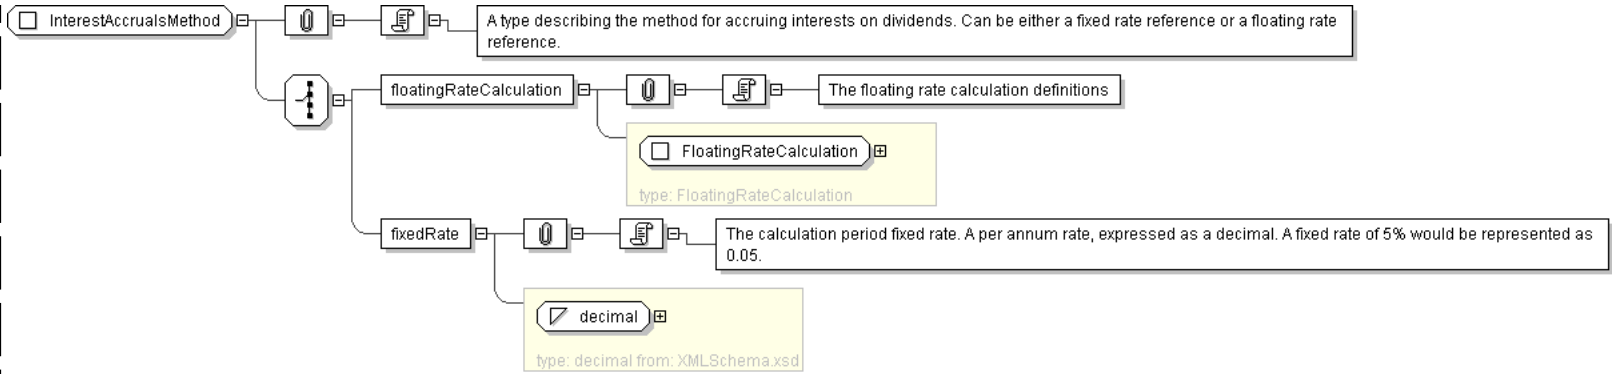 InterestAccrualsMethod
A type describing the method for accruing interests on dividends. Can be either a fixed rate reference or a floating rate
reference.
floatingRateCalculation
The floating rate calculation definitions
FloatingRateCalculation
type: FloatingRateCalculation
fixedRate
The calculation period fixed rate. A per annum rate, expressed as a decimal. A fixed rate of 5% would be represented as
0.05.
decimal
type: decimal from: XMLSchema.xsd